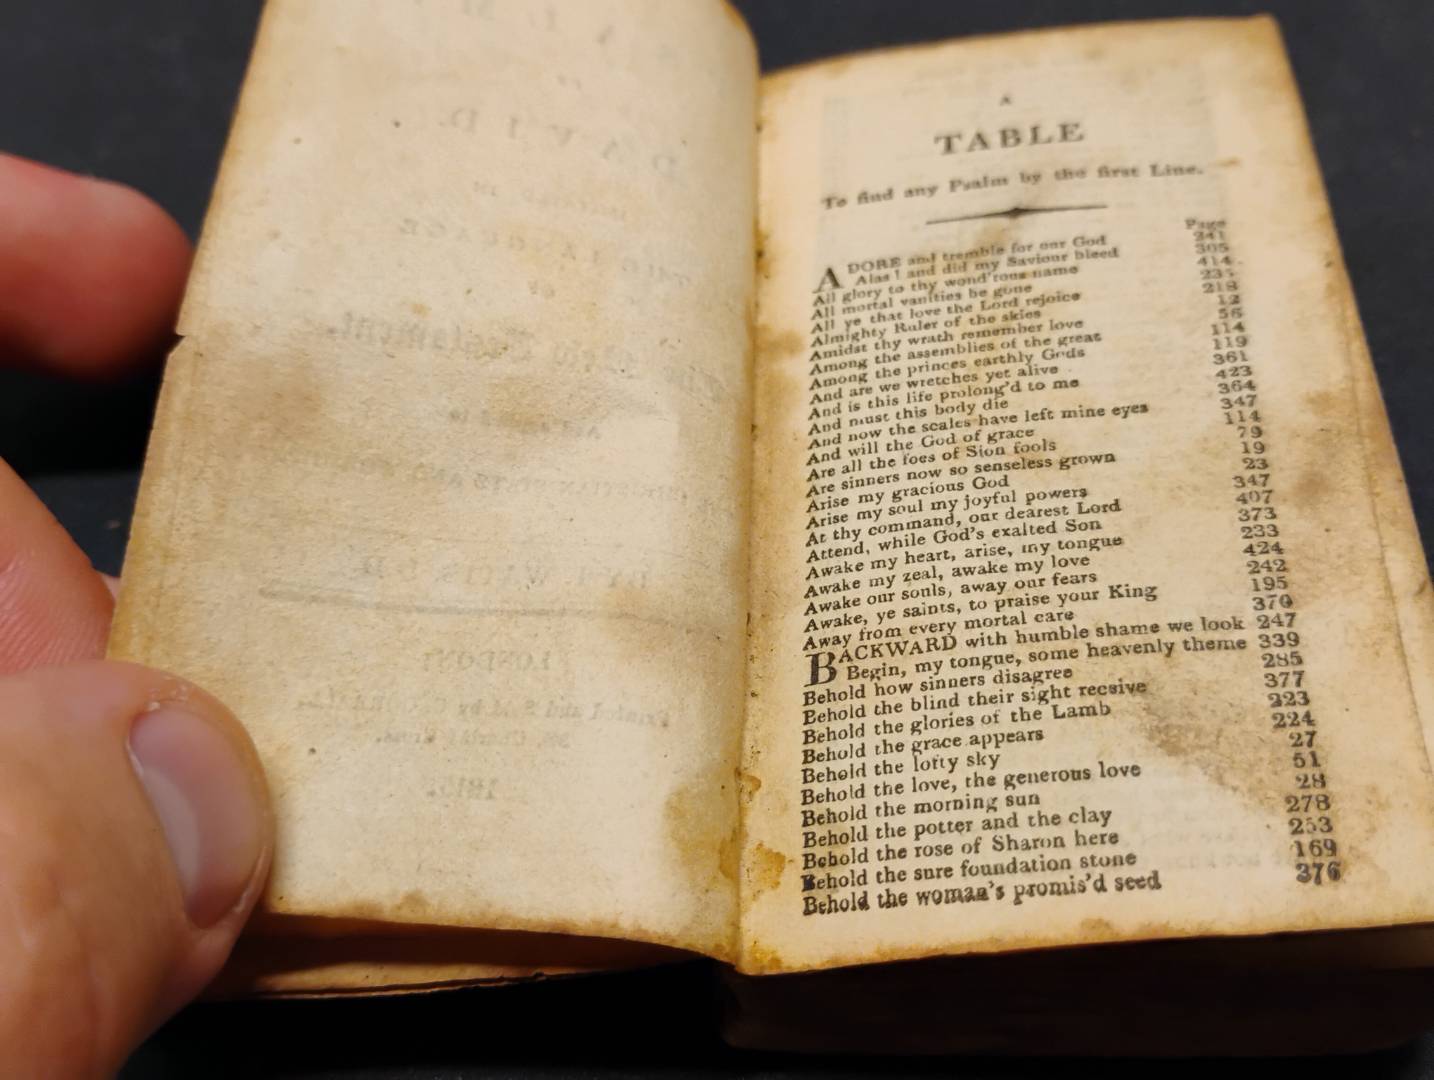 DAVID,
LANGUAGE
OF
LONDON:
A
TABLE
To find any Psalm by the first Line.
Page
ADORE and tremble for our God 241
Alas! and did my Saviour bleed 305
All glory to thy wond'rous name 414
All mortal vanities be gone 235
All ye that love the Lord rejoice 218
Almighty Ruler of the skies 12
Amidst thy wrath remember love 56
Among the assemblies of the great 114
Among the princes earthly Gods 119
And are we wretches yet alive 361
And is this life prolong'd to me 423
And must this body die 364
And now the scales have left mine eyes 347
And will the God of grace 114
Are all the foes of Sion fools 79
Are sinners now so senseless grown 19
Arise my gracious God 23
Arise my soul my joyful powers 347
At thy command, our dearest Lord 407
Attend, while God's exalted Son 373
Awake my heart, arise, my tongue 233
Awake my zeal, awake my love 424
Awake our souls, away our fears 242
Awake, ye saints, to praise your King 195
Away from every mortal care 370
BACKWARD with humble shame we look 247
Begin, my tongue, some heavenly theme 339
Behold how sinners disagree 285
Behold the blind their sight receive 377
Behold the glories of the Lamb 223
Behold the grace appears 224
Behold the lofty sky 27
Behold the love, the generous love 51
Behold the morning sun 28
Behold the potter and the clay 278
Behold the rose of Sharon here 253
Behold the sure foundation stone 169
Behold the woman's promis'd seed 376